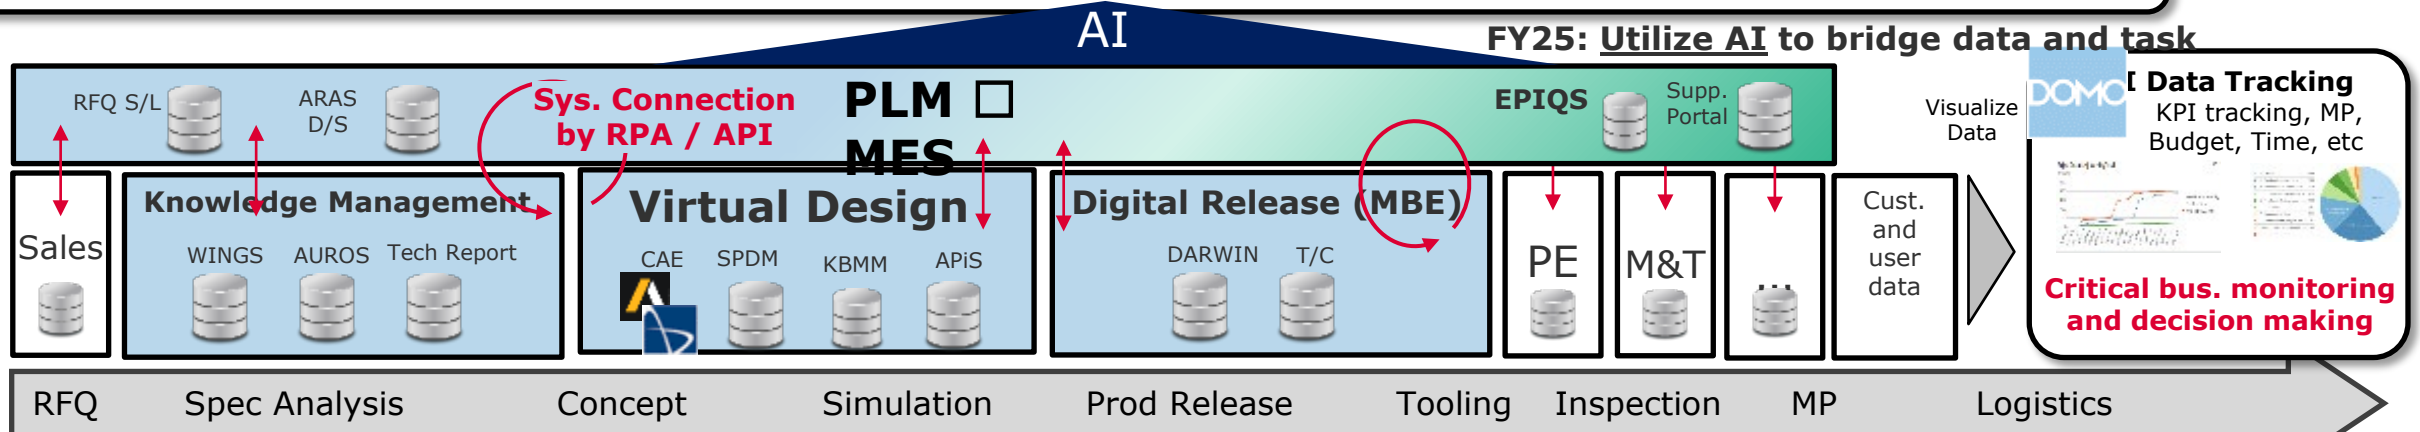 AI
FY25: Utilize AI to bridge data and task
RFQ S/L
ARAS
D/S
Sys. Connection
by RPA / API
PLM □
MES
EPIQS
Supp.
Portal
Visualize
Data
DOMO
I Data Tracking
KPI tracking, MP,
Budget, Time, etc
Critical bus. monitoring
and decision making
Sales
Knowledge Management
WINGS
AUROS
Tech Report
Virtual Design
CAE
SPDM
KBMM
APiS
Digital Release (MBE)
DARWIN
T/C
PE
M&T
...
Cust.
and
user
data
RFQ
Spec Analysis
Concept
Simulation
Prod Release
Tooling
Inspection
MP
Logistics